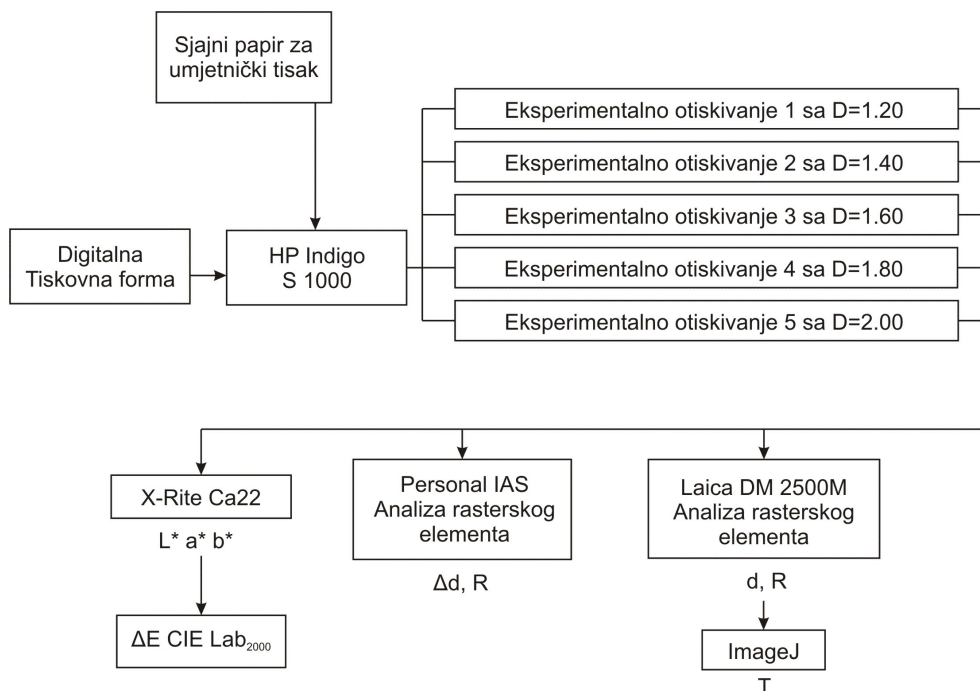 Sjajni papir za
umjetnički tisak
Eksperimentalno otiskivanje 1 sa D=1.20
Eksperimentalno otiskivanje 2 sa D=1.40
Eksperimentalno otiskivanje 3 sa D=1.60
Eksperimentalno otiskivanje 4 sa D=1.80
Eksperimentalno otiskivanje 5 sa D=2.00
Digitalna
Tiskovna forma
HP Indigo
S 1000
X-Rite Ca22
L* a* b*
ΔE CIE Lab2000
Personal IAS
Analiza rasterskog
elementa
Δd, R
Laica DM 2500M
Analiza rasterskog
elementa
d, R
ImageJ
T